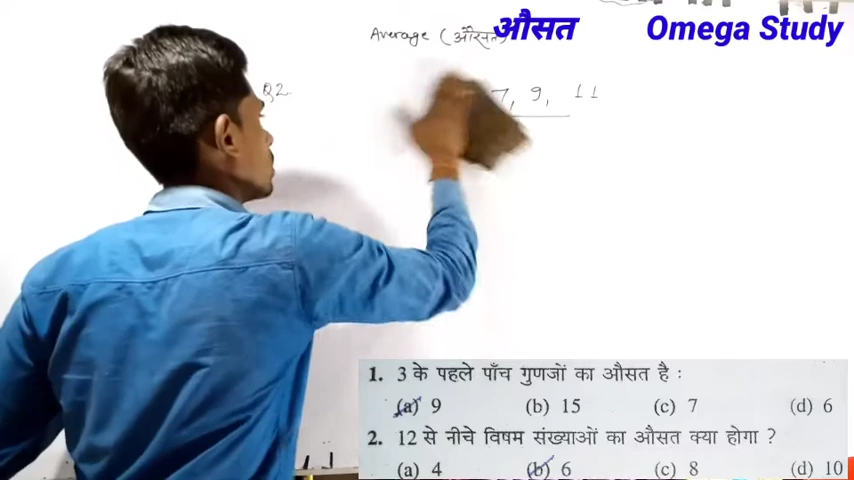 Average (औसत) औसत Omega Study
Q2. 7, 9, 11
1. 3 के पहले पाँच गुणजों का औसत है :
(a) 9 (b) 15 (c) 7 (d) 6
2. 12 से नीचे विषम संख्याओं का औसत क्या होगा ?
(a) 4 (b) 6 (c) 8 (d) 10